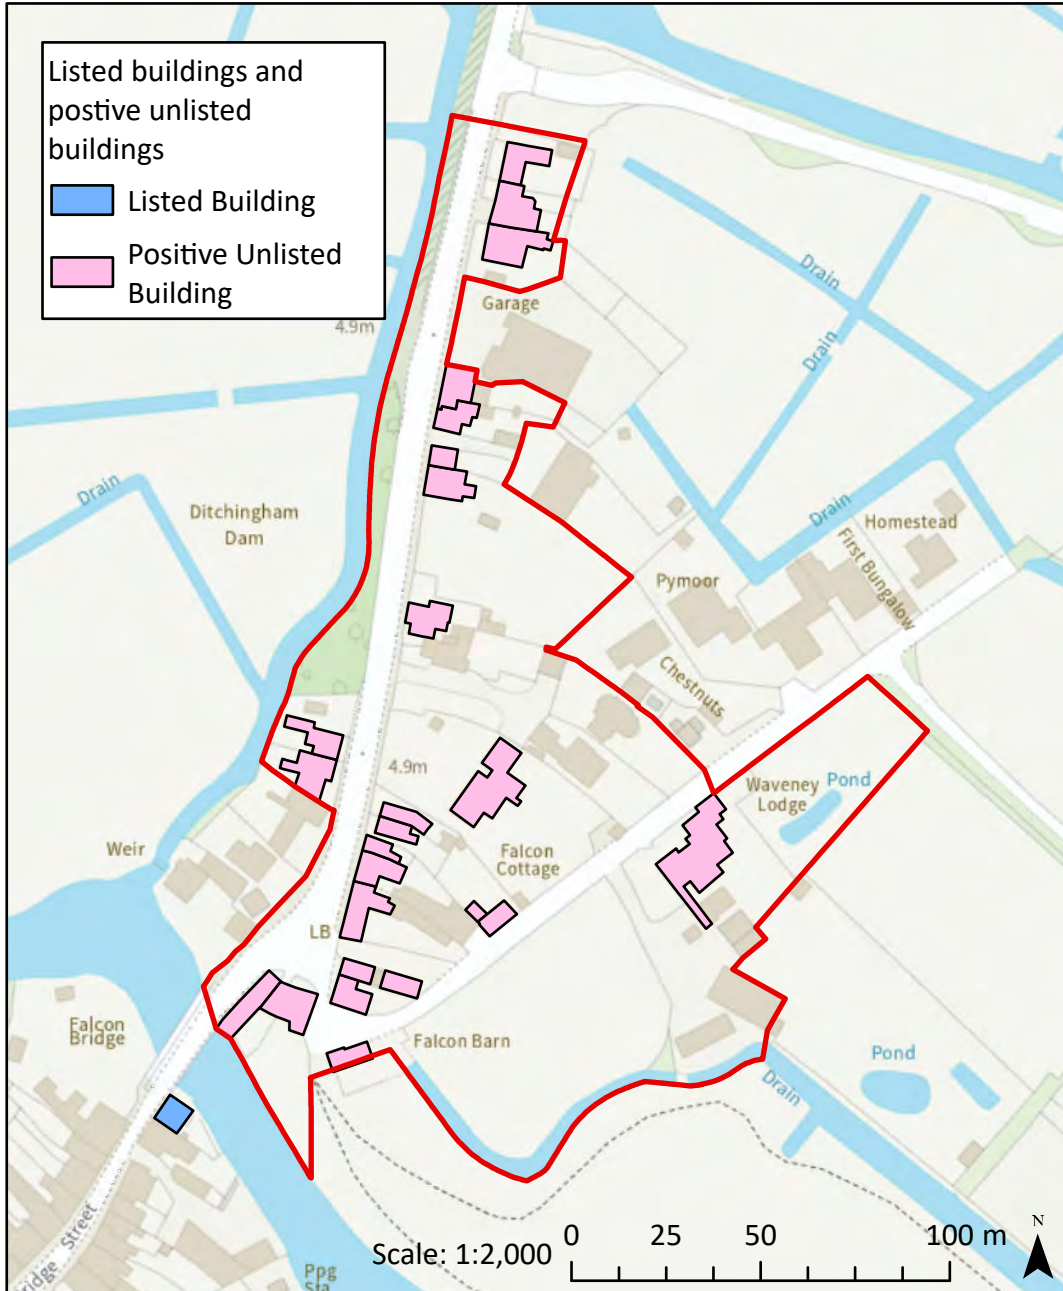 Listed buildings and
postive unlisted
buildings
Listed Building
Positive Unlisted
Building
4.9m
Garage
Drain
Drain
Drain
Ditchingham
Dam
Drain
Homestead
First Bungalow
Pymoor
Chestnuts
4.9m
Waveney
Lodge
Pond
Weir
Falcon
Cottage
LB
Falcon
Bridge
Falcon Barn
Pond
Drain
ridge Street
Ppg
Sta
Scale: 1:2,000
0 25 50 100 m
N